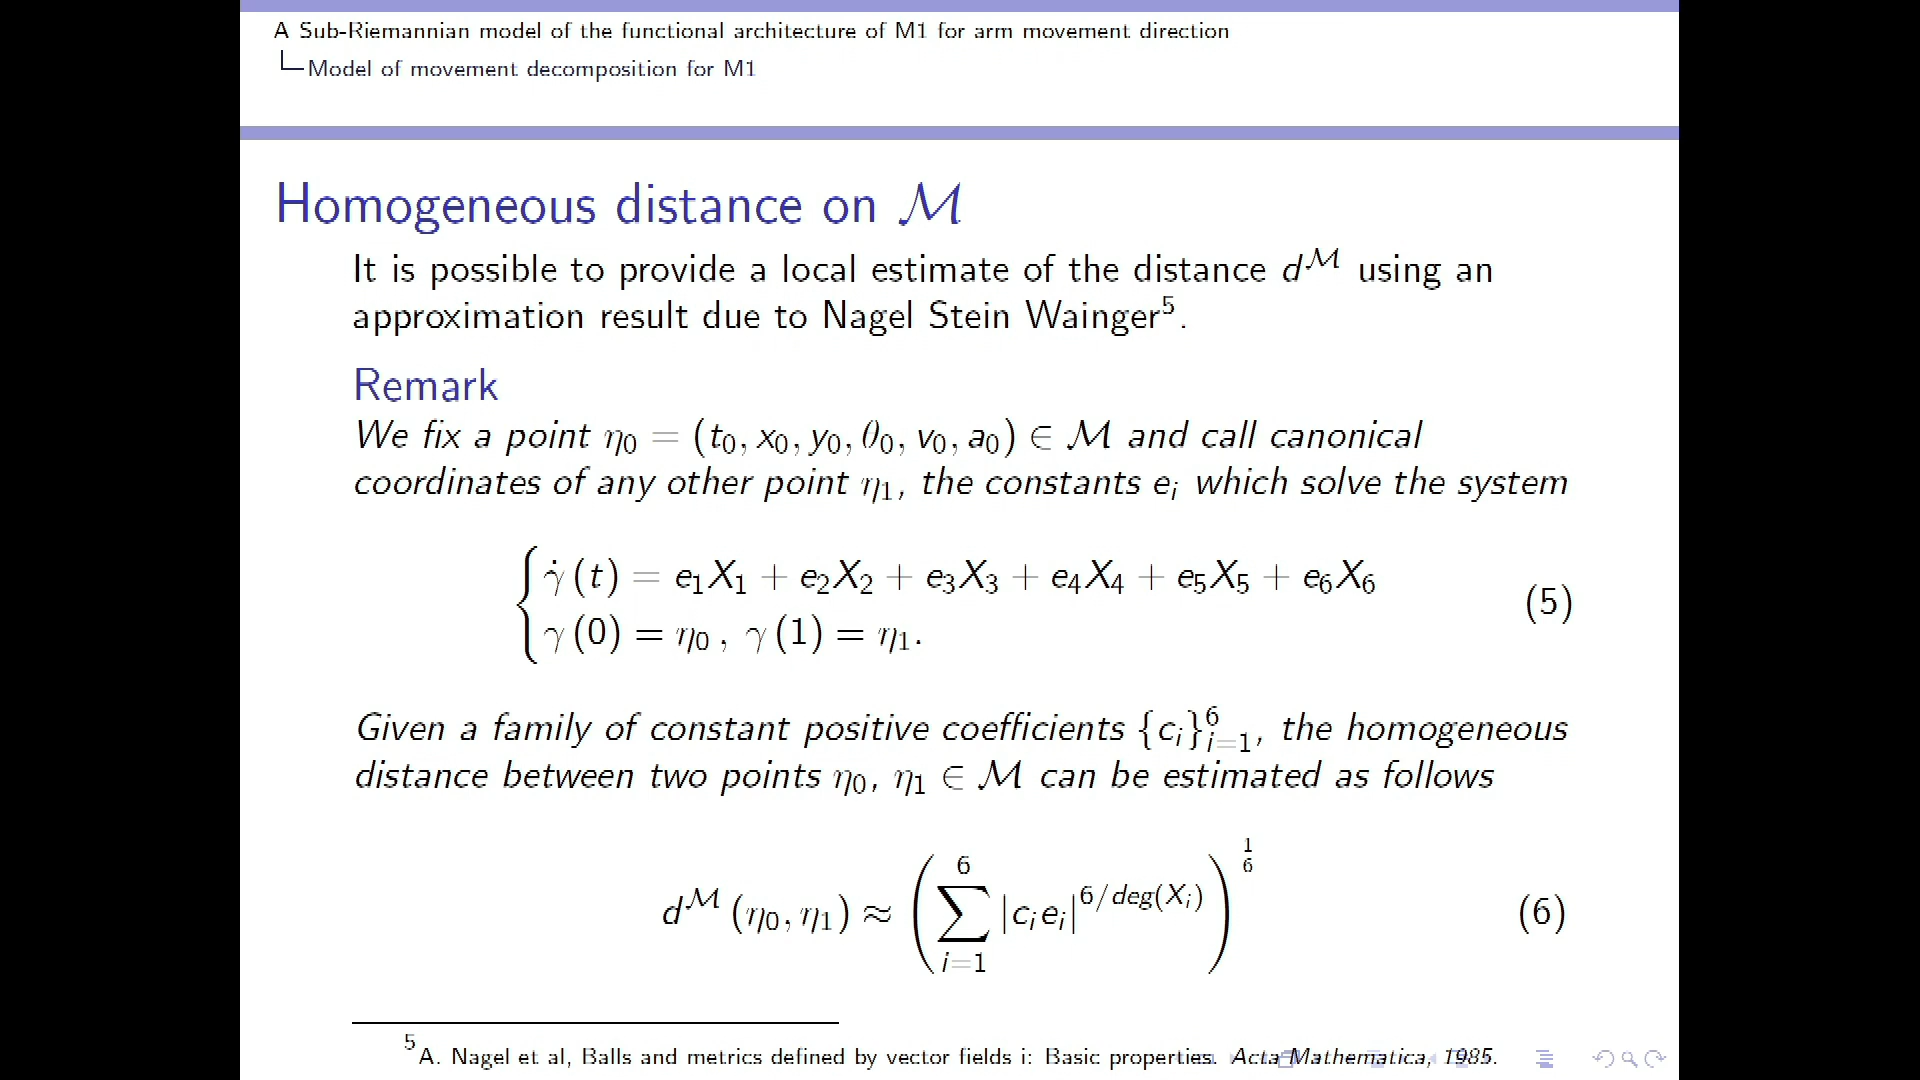 A Sub-Riemannian model of the functional architecture of M1 for arm movement direction
Model of movement decomposition for M1
Homogeneous distance on ℳ
It is possible to provide a local estimate of the distance d^ℳ using an
approximation result due to Nagel Stein Wainger⁵.
Remark
We fix a point η₀ = (t₀, x₀, y₀, θ₀, v₀, a₀) ∈ ℳ and call canonical
coordinates of any other point η₁, the constants eᵢ which solve the system
{ γ̇(t) = e₁X₁ + e₂X₂ + e₃X₃ + e₄X₄ + e₅X₅ + e₆X₆
γ(0) = η₀ , γ(1) = η₁. (5)
Given a family of constant positive coefficients {cᵢ}_{i=1}^6, the homogeneous
distance between two points η₀, η₁ ∈ ℳ can be estimated as follows
d^ℳ (η₀, η₁) ≈ ( ∑_{i=1}^{6} |cᵢeᵢ|^{6/deg(Xᵢ)} )^{1/6} (6)
⁵A. Nagel et al, Balls and metrics defined by vector fields i: Basic properties. Acta Mathematica, 1985.